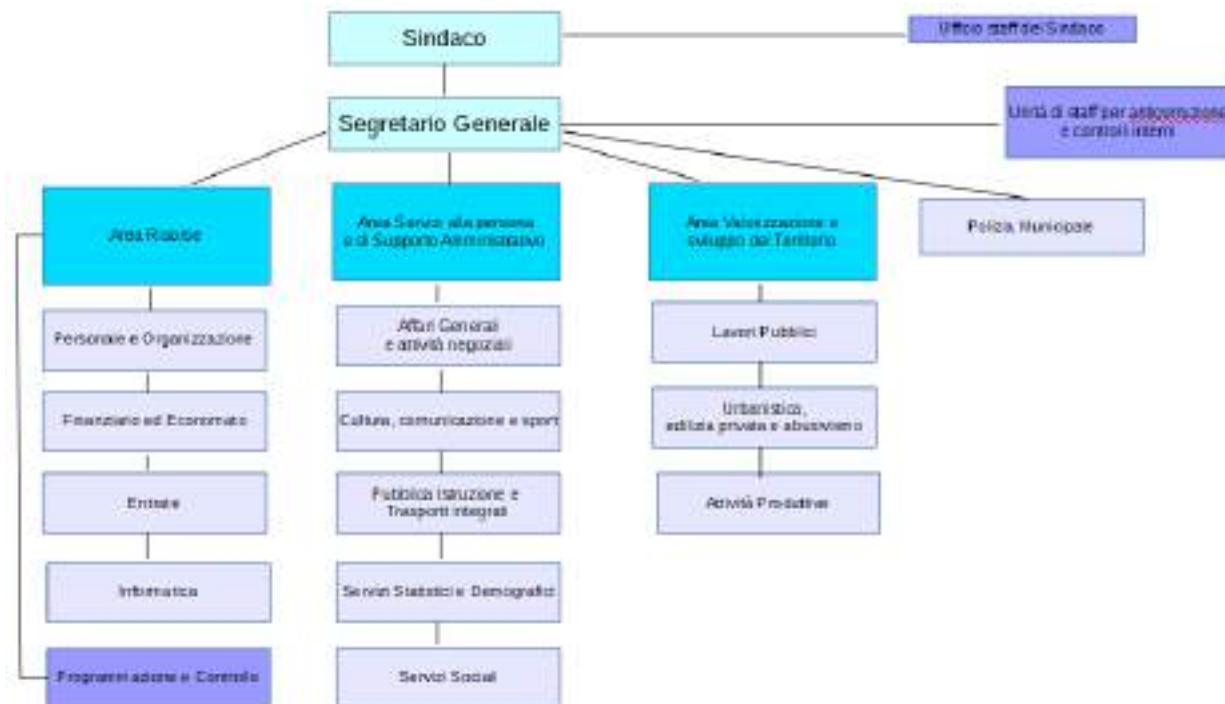 Sindaco
Ufficio staff del Sindaco
Segretario Generale
Unità di staff per anticorruzione
e controlli interni
Area Risorse
Area Servizi alla persona
e di Supporto Amministrativo
Area Valorizzazione e
sviluppo del Territorio
Polizia Municipale
Personale e Organizzazione
Affari Generali
e attività negoziali
Lavori Pubblici
Finanziario ed Economato
Cultura, comunicazione e sport
Urbanistica,
edilizia privata e abusivismo
Entrate
Pubblica Istruzione e
Trasporti integrati
Attività Produttive
Informatica
Servizi Statistici e Demografici
Programmazione e Controllo
Servizi Sociali